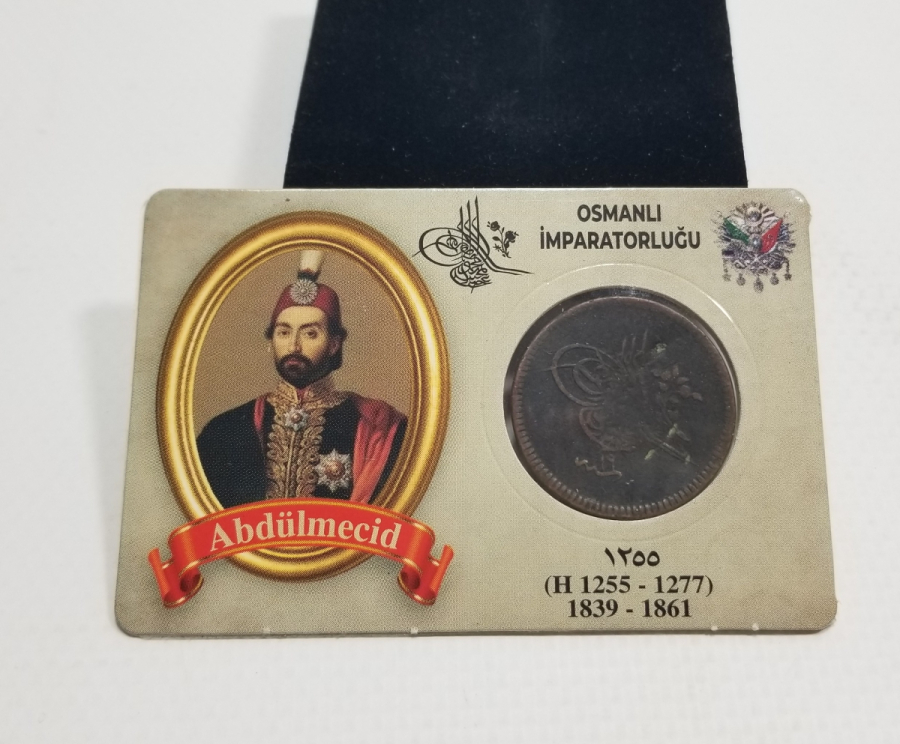 Abdülmecid
OSMANLI
İMPARATORLUĞU
١٢٥٥
(H 1255 - 1277)
1839 - 1861